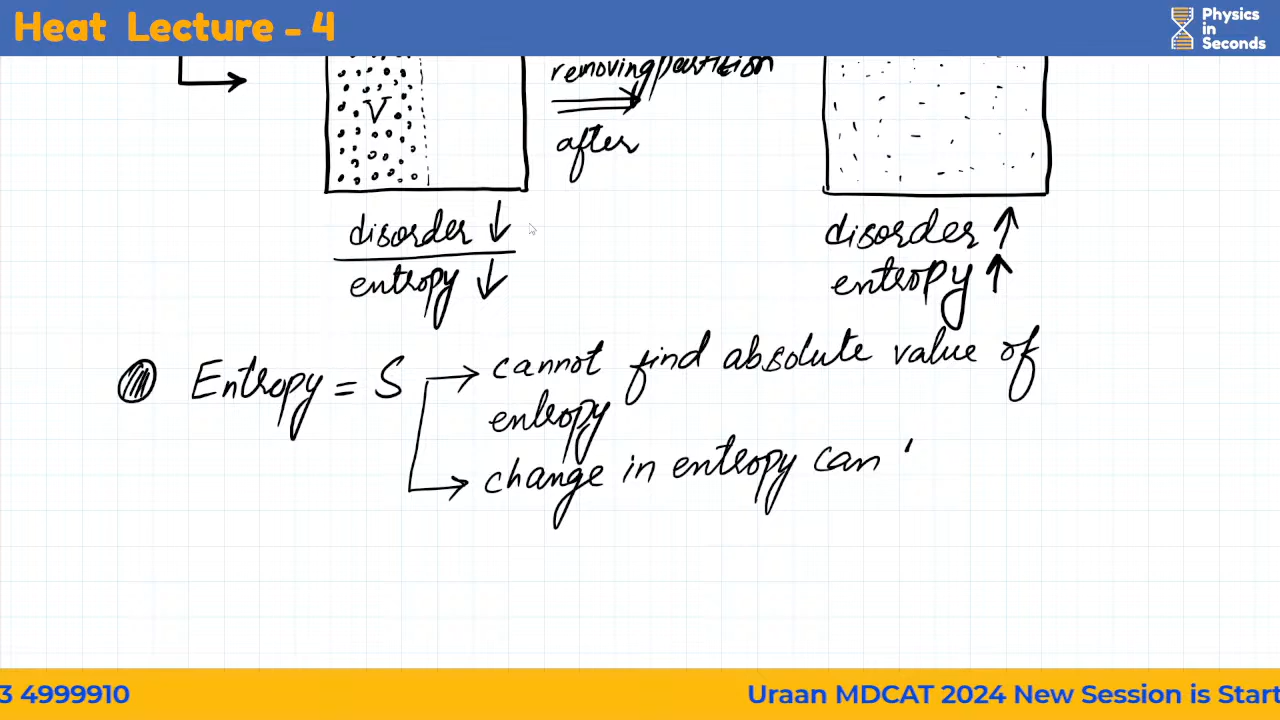 Heat Lecture - 4
Physics
in
Seconds
removing partition
V
after
disorder ↓
disorder ↑
entropy ↓
entropy ↑
Entropy = S → cannot find absolute value of
entropy
→ change in entropy can
3 4999910
Uraan MDCAT 2024 New Session is Start